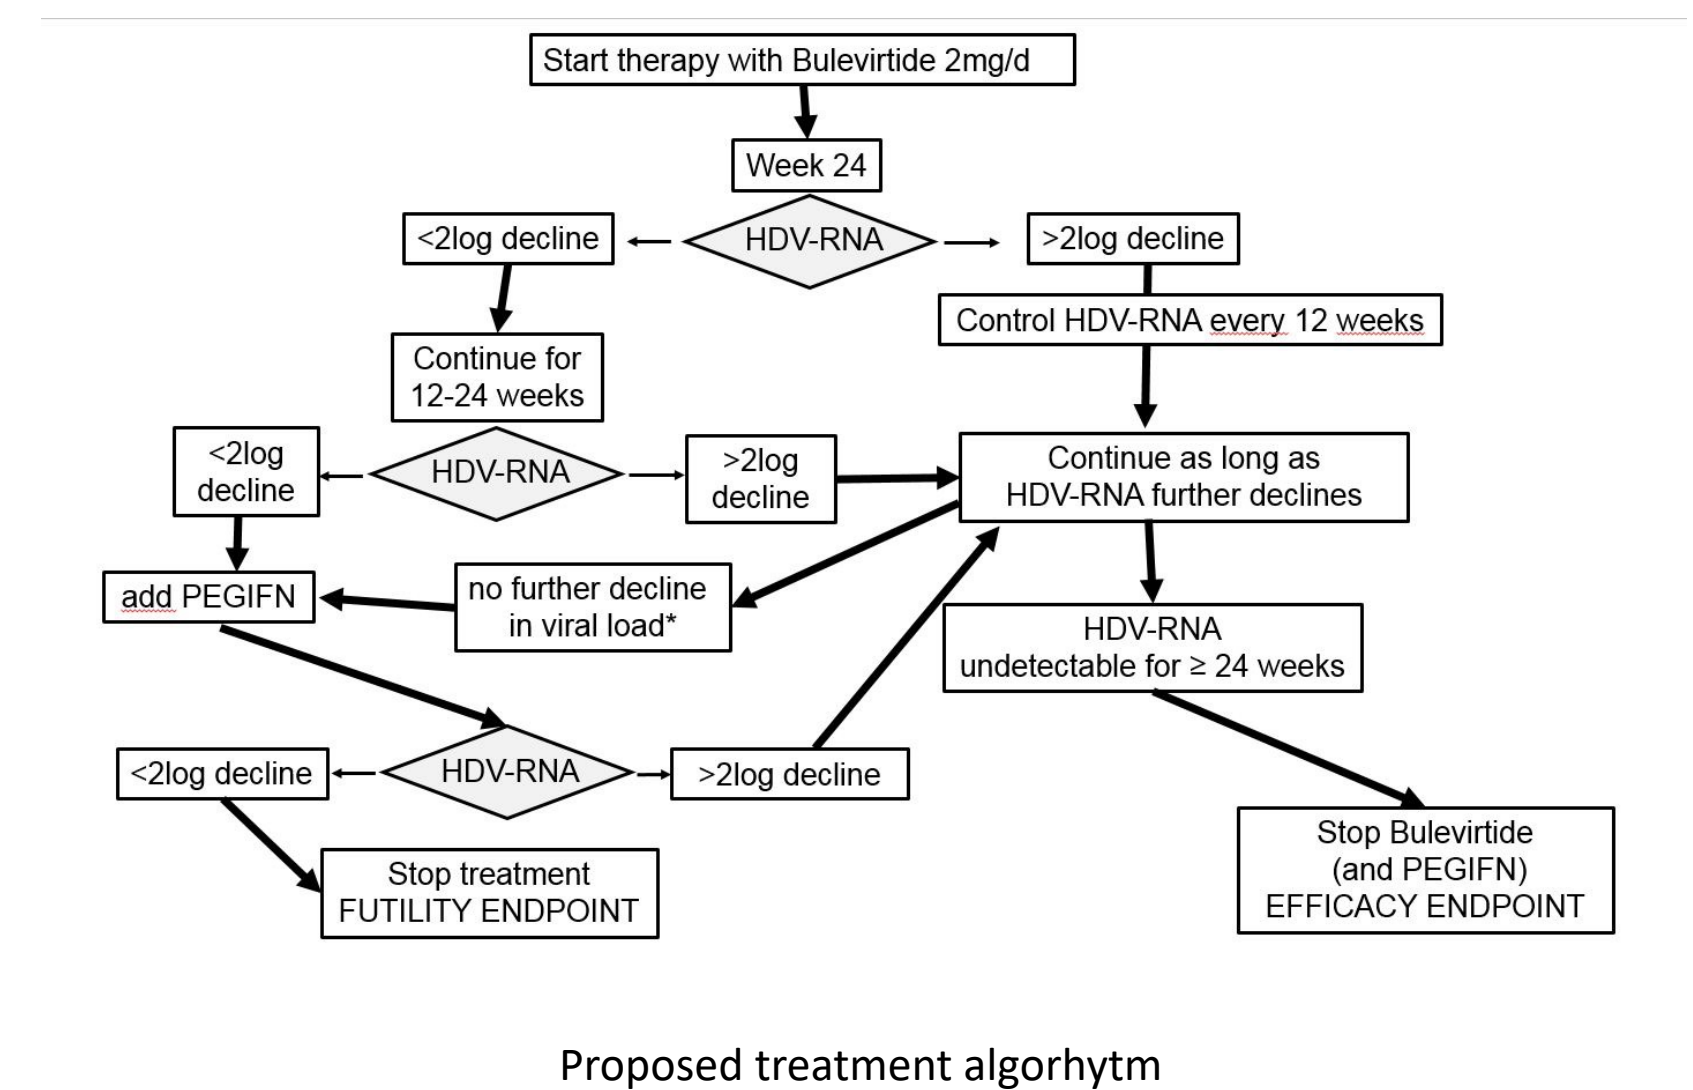 Start therapy with Bulevirtide 2mg/d
Week 24
<2log decline
HDV-RNA
>2log decline
Control HDV-RNA every 12 weeks
Continue for
12-24 weeks
<2log
decline
HDV-RNA
>2log
decline
Continue as long as
HDV-RNA further declines
add PEGIFN
no further decline
in viral load*
HDV-RNA
undetectable for ≥ 24 weeks
<2log decline
HDV-RNA
>2log decline
Stop treatment
FUTILITY ENDPOINT
Stop Bulevirtide
(and PEGIFN)
EFFICACY ENDPOINT
Proposed treatment algorhytm